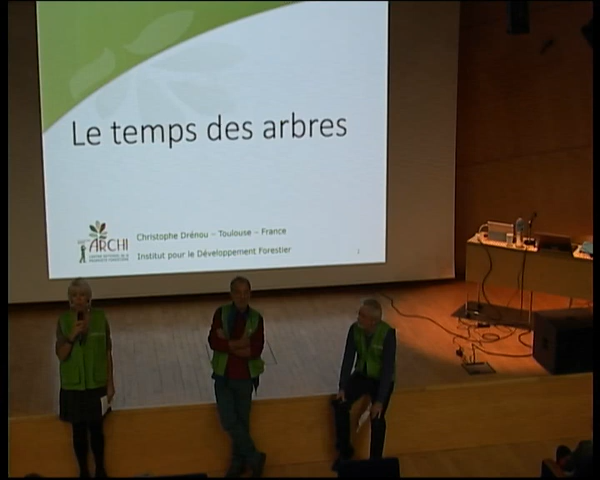 Le temps des arbres
ARCHI
Christophe Drénou – Toulouse – France
Institut pour le Développement Forestier